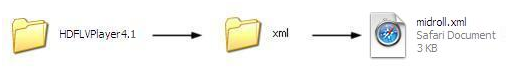 HDFLVPlayer4.1
xml
midroll.xml
Safari Document
3 KB